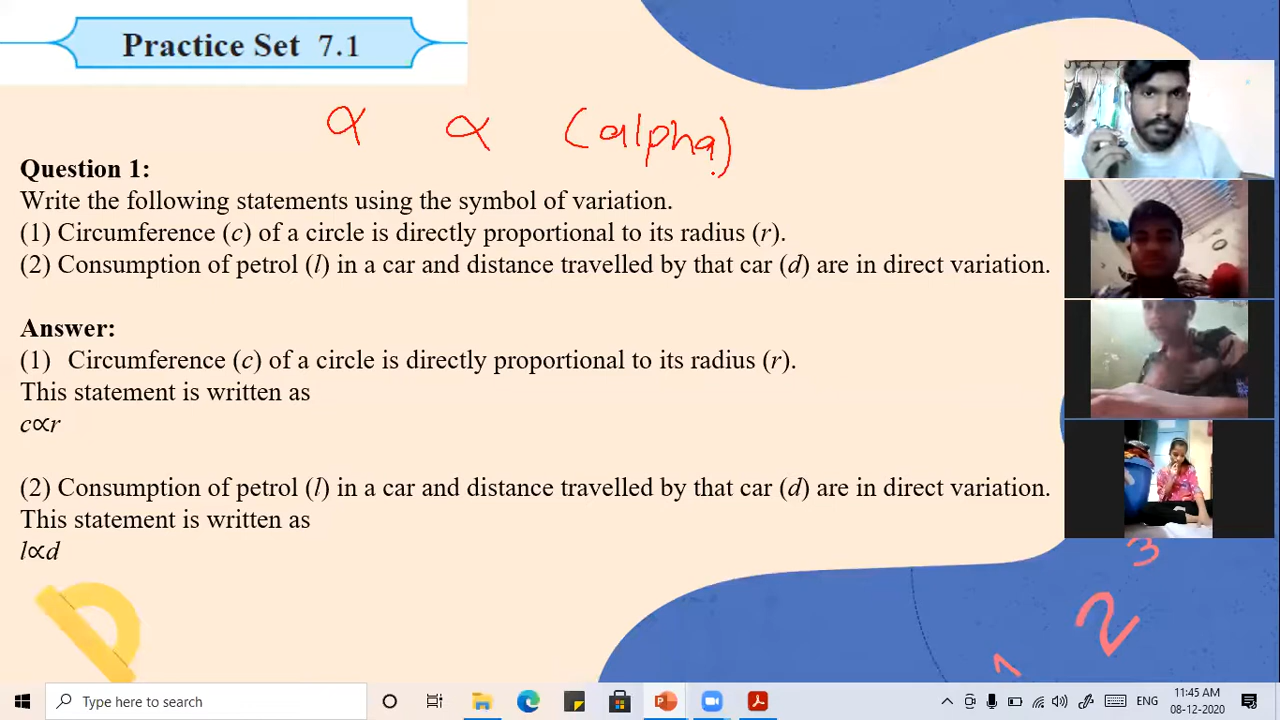 Practice Set 7.1
∝ ∝ (alpha)
Question 1:
Write the following statements using the symbol of variation.
(1) Circumference (c) of a circle is directly proportional to its radius (r).
(2) Consumption of petrol (l) in a car and distance travelled by that car (d) are in direct variation.
Answer:
(1) Circumference (c) of a circle is directly proportional to its radius (r).
This statement is written as
c∝r
(2) Consumption of petrol (l) in a car and distance travelled by that car (d) are in direct variation.
This statement is written as
l∝d
3
2
1
Type here to search
ENG
11:45 AM
08-12-2020